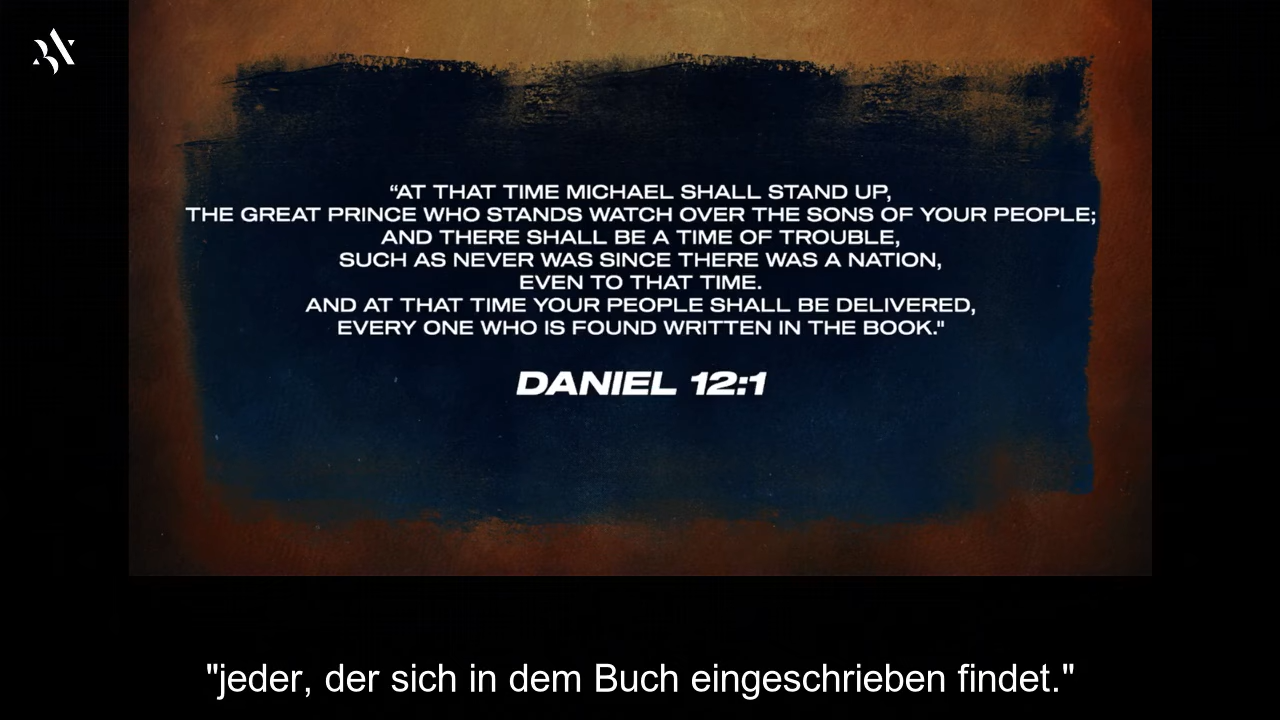 “AT THAT TIME MICHAEL SHALL STAND UP,
THE GREAT PRINCE WHO STANDS WATCH OVER THE SONS OF YOUR PEOPLE;
AND THERE SHALL BE A TIME OF TROUBLE,
SUCH AS NEVER WAS SINCE THERE WAS A NATION,
EVEN TO THAT TIME.
AND AT THAT TIME YOUR PEOPLE SHALL BE DELIVERED,
EVERY ONE WHO IS FOUND WRITTEN IN THE BOOK."
DANIEL 12:1
"jeder, der sich in dem Buch eingeschrieben findet."